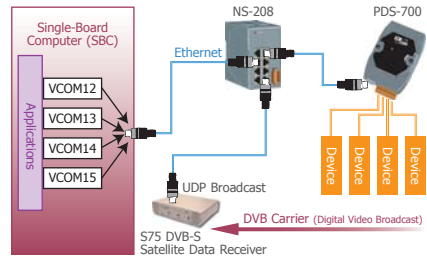 Single-Board
Computer (SBC)
Applications
VCOM12
VCOM13
VCOM14
VCOM15
Ethernet
NS-208
PDS-700
Device
Device
Device
Device
UDP Broadcast
S75 DVB-S
Satellite Data Receiver
DVB Carrier (Digital Video Broadcast)